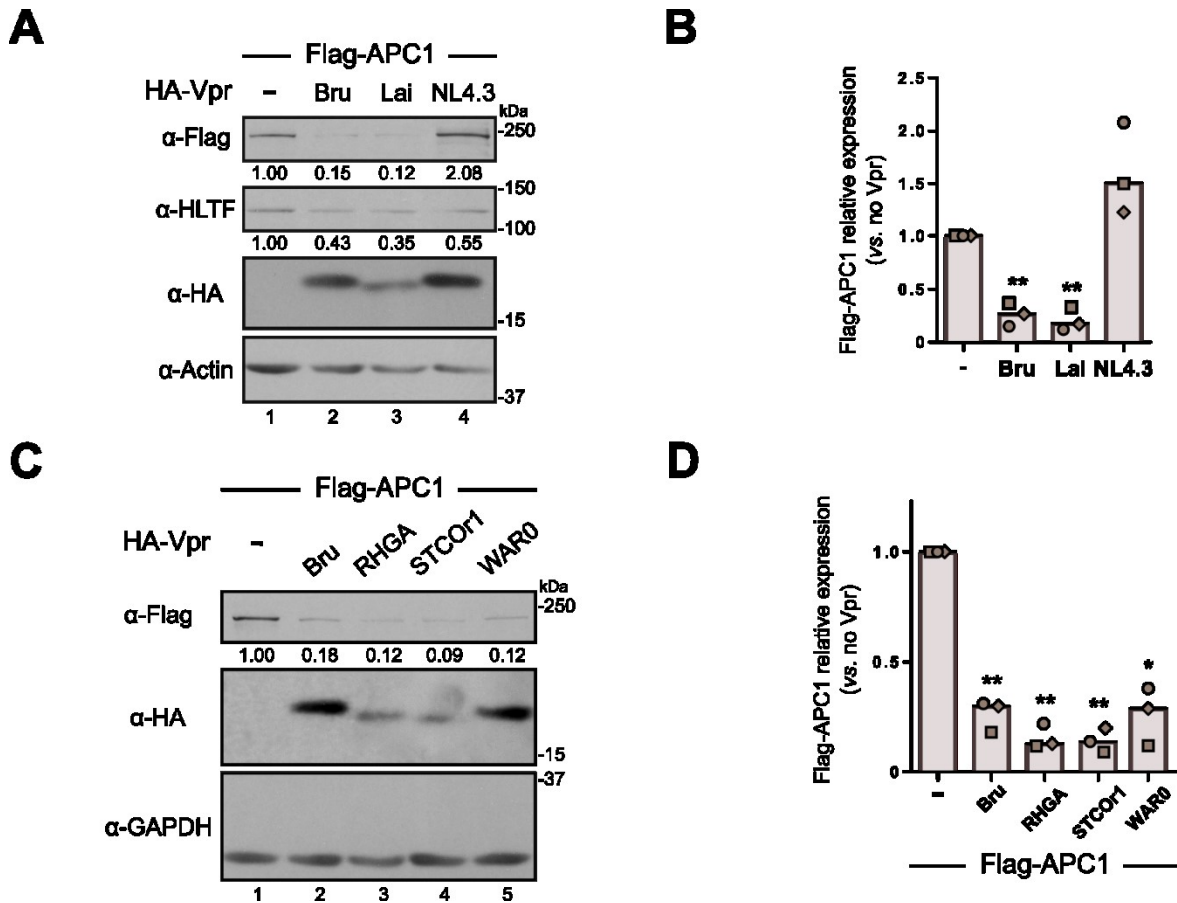 A
Flag-APC1
HA-Vpr - Bru Lai NL4.3
kDa
α-Flag -250
1.00 0.15 0.12 2.08
-150
α-HLTF
-100
1.00 0.43 0.35 0.55
α-HA
-15
α-Actin
-37
1 2 3 4
B
Flag-APC1 relative expression
(vs. no Vpr)
2.5
2.0
1.5
1.0
0.5
0
** **
- Bru Lai NL4.3
C
Flag-APC1
HA-Vpr - Bru RHGA STCOr1 WAR0
kDa
α-Flag -250
1.00 0.18 0.12 0.09 0.12
α-HA
-15
-37
α-GAPDH
1 2 3 4 5
D
Flag-APC1 relative expression
(vs. no Vpr)
1.0
0.5
0
** ** ** *
- Bru RHGA STCOr1 WAR0
Flag-APC1